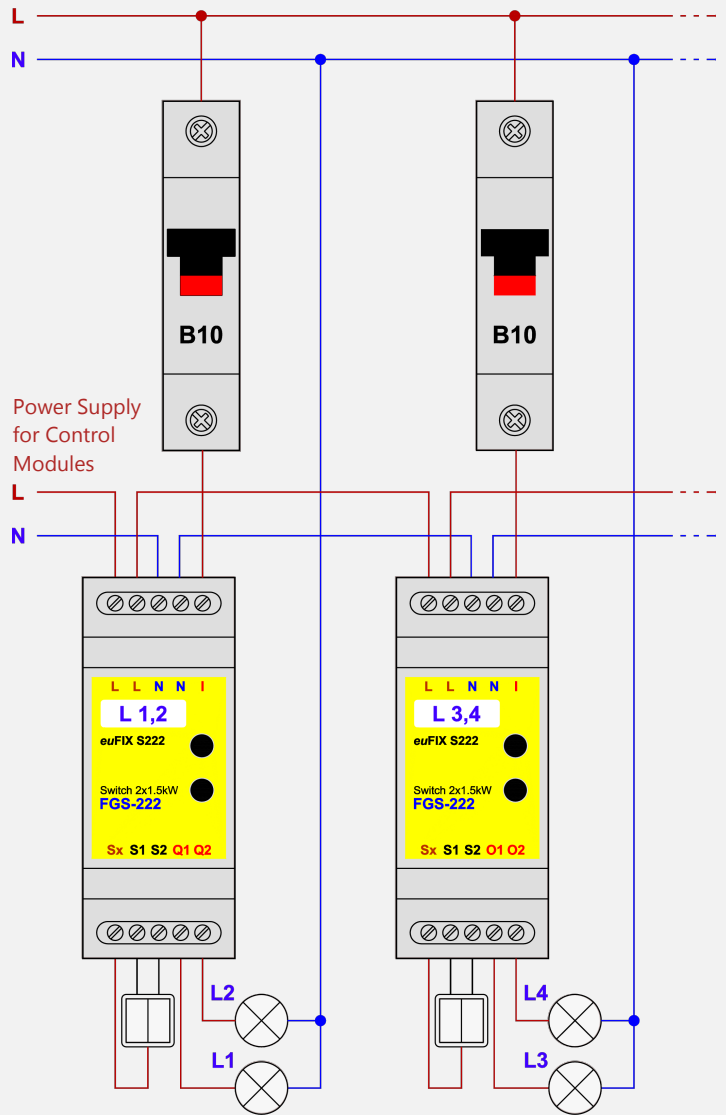 L
N
B10 B10
Power Supply
for Control
Modules
L
N
L L N N I L L N N I
L 1,2 L 3,4
euFIX S222 euFIX S222
Switch 2x1.5kW Switch 2x1.5kW
FGS-222 FGS-222
Sx S1 S2 Q1 Q2 Sx S1 S2 O1 O2
L2 L4
L1 L3